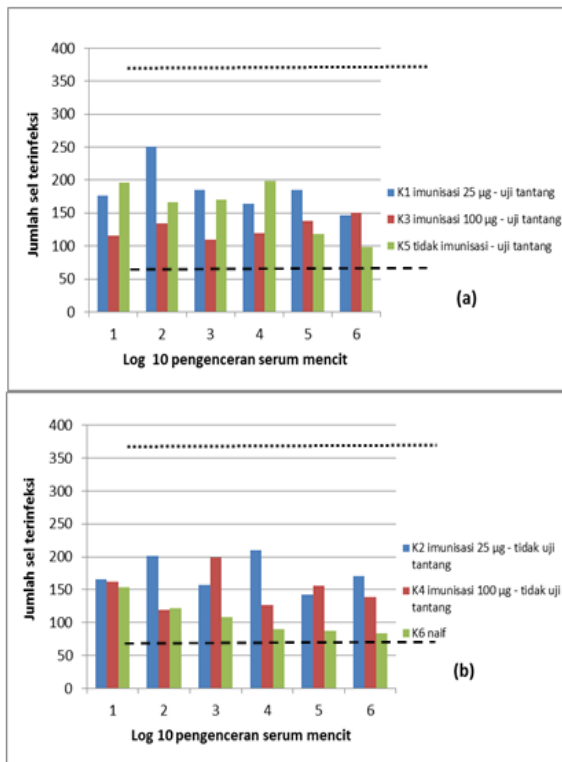 400
350
300
250
200
150
100
50
0
Jumlah sel terinfeksi
1 2 3 4 5 6
Log 10 pengenceran serum mencit
K1 imunisasi 25 µg - uji tantang
K3 imunisasi 100 µg - uji tantang
K5 tidak imunisasi - uji tantang
(a)
400
350
300
250
200
150
100
50
0
Jumlah sel terinfeksi
1 2 3 4 5 6
Log 10 pengenceran serum mencit
K2 imunisasi 25 µg - tidak uji
tantang
K4 imunisasi 100 µg - tidak uji
tantang
K6 naif
(b)